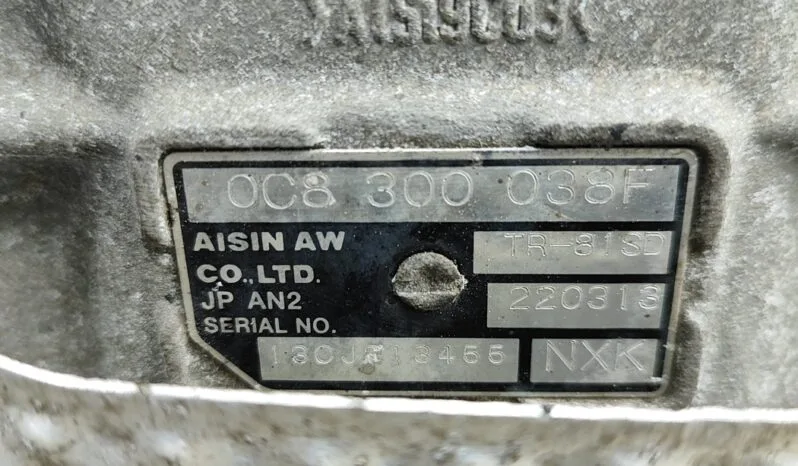 0C8 300 038F
AISIN AW TR-81SD
CO.,LTD.
JP AN2 220313
SERIAL NO.
NXK